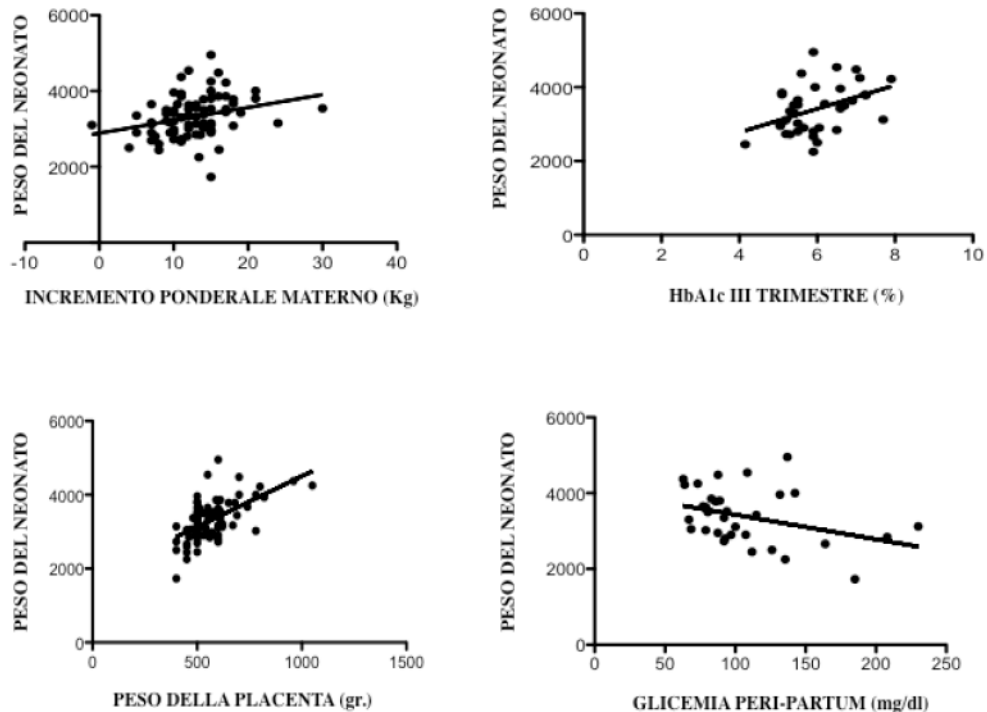 PESO DEL NEONATO
6000
4000
2000
-10 0 10 20 30 40
INCREMENTO PONDERALE MATERNO (Kg)
PESO DEL NEONATO
6000
4000
2000
0
0 2 4 6 8 10
HbA1c III TRIMESTRE (%)
PESO DEL NEONATO
6000
4000
2000
0
0 500 1000 1500
PESO DELLA PLACENTA (gr.)
PESO DEL NEONATO
6000
4000
2000
0
0 50 100 150 200 250
GLICEMIA PERI-PARTUM (mg/dl)